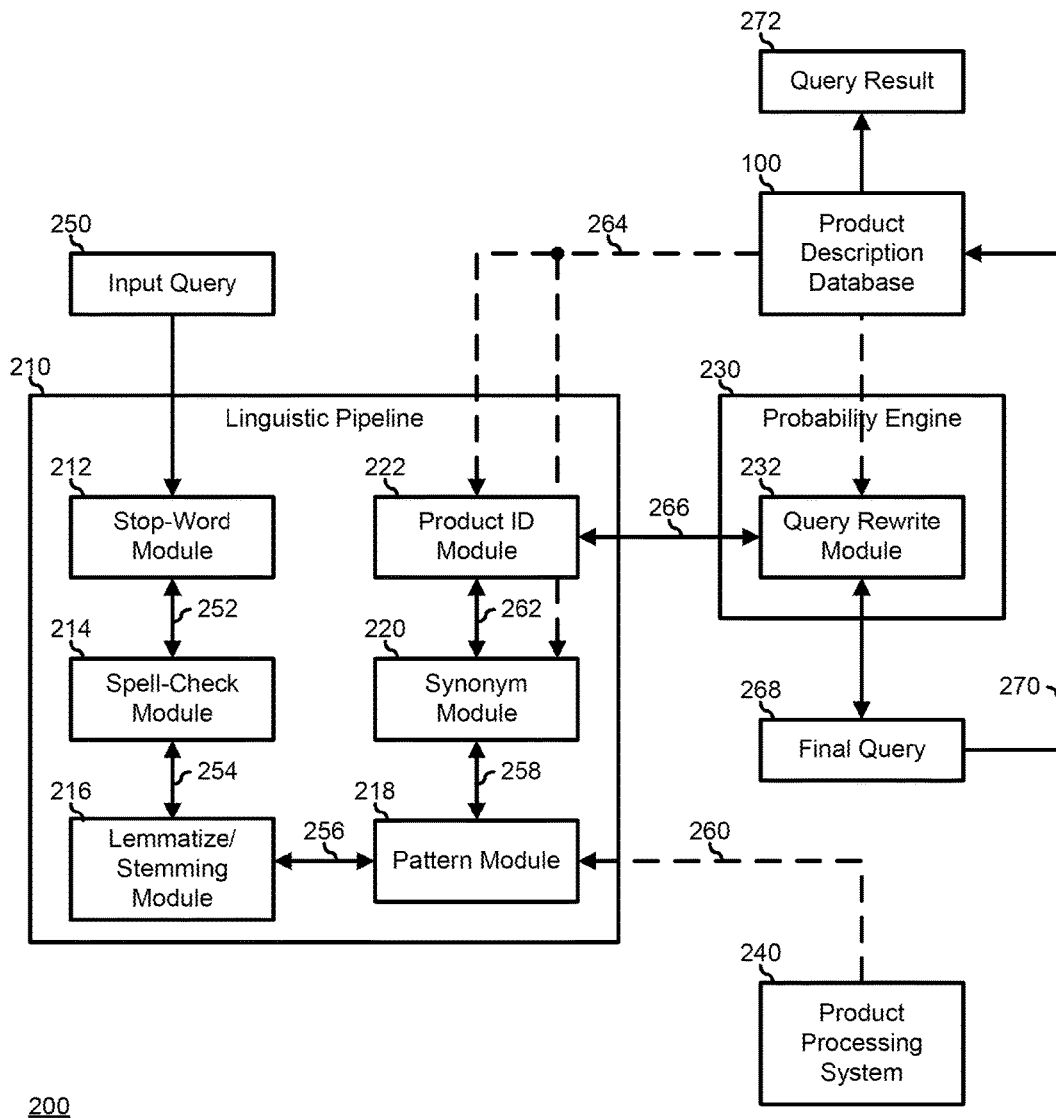 272
Query Result
100
Product
Description
Database
250
Input Query
264
210
Linguistic Pipeline
230
Probability Engine
212
Stop-Word
Module
222
Product ID
Module
266
232
Query Rewrite
Module
252
262
214
Spell-Check
Module
220
Synonym
Module
268
Final Query
270
254
258
216
Lemmatize/
Stemming
Module
256
218
Pattern Module
260
240
Product
Processing
System
200